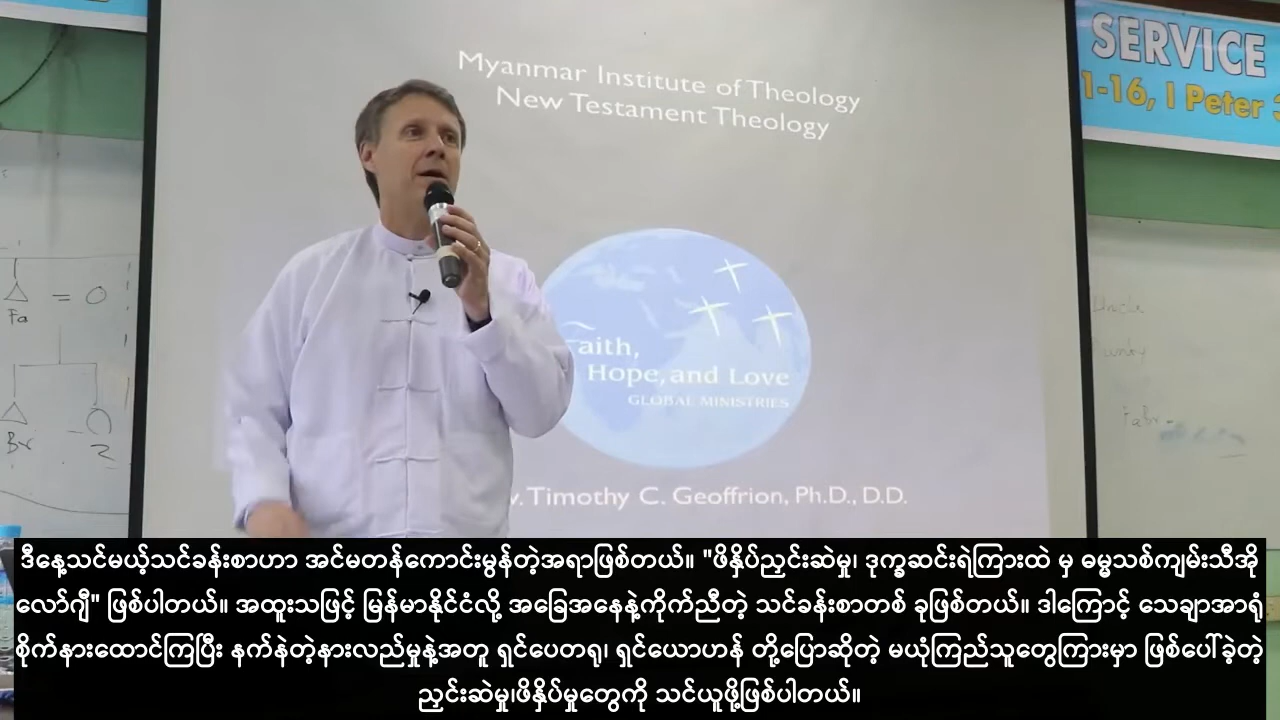 SERVICE
1-16, I Peter 3
Myanmar Institute of Theology
New Testament Theology
Fa
= O
Br
2
Uncle
aith,
Hope, and Love
GLOBAL MINISTRIES
v. Timothy C. Geoffrion, Ph.D., D.D.
ဒီနေ့သင်မယ့်သင်ခန်းစာဟာ အင်မတန်ကောင်းမွန်တဲ့အရာဖြစ်တယ်။ "ဖိနှိပ်ညှင်းဆဲမှု၊ ဒုက္ခဆင်းရဲကြားထဲ မှ ဓမ္မသစ်ကျမ်းသီအို
လော်ဂျီ" ဖြစ်ပါတယ်။ အထူးသဖြင့် မြန်မာနိုင်ငံလို့ အခြေအနေနဲ့ကိုက်ညီတဲ့ သင်ခန်းစာတစ် ခုဖြစ်တယ်။ ဒါကြောင့် သေချာအာရုံ
စိုက်နားထောင်ကြပြီး နက်နဲတဲ့နားလည်မှုနဲ့အတူ ရှင်ပေတရု၊ ရှင်ယောဟန် တို့ပြောဆိုတဲ့ မယုံကြည်သူတွေကြားမှာ ဖြစ်ပေါ်ခဲ့တဲ့
ညှင်းဆဲမှု၊ဖိနှိပ်မှုတွေကို သင်ယူဖို့ဖြစ်ပါတယ်။